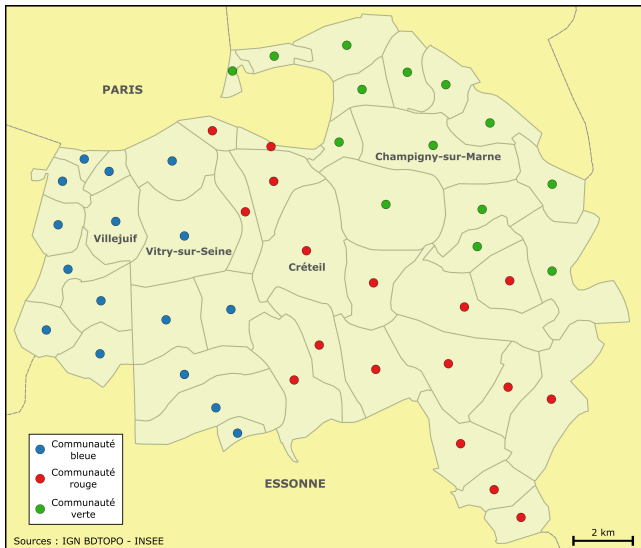 PARIS
Champigny-sur-Marne
Villejuif
Vitry-sur-Seine
Créteil
ESSONNE
Communauté
bleue
Communauté
rouge
Communauté
verte
Sources : IGN BDTOPO - INSEE
2 km